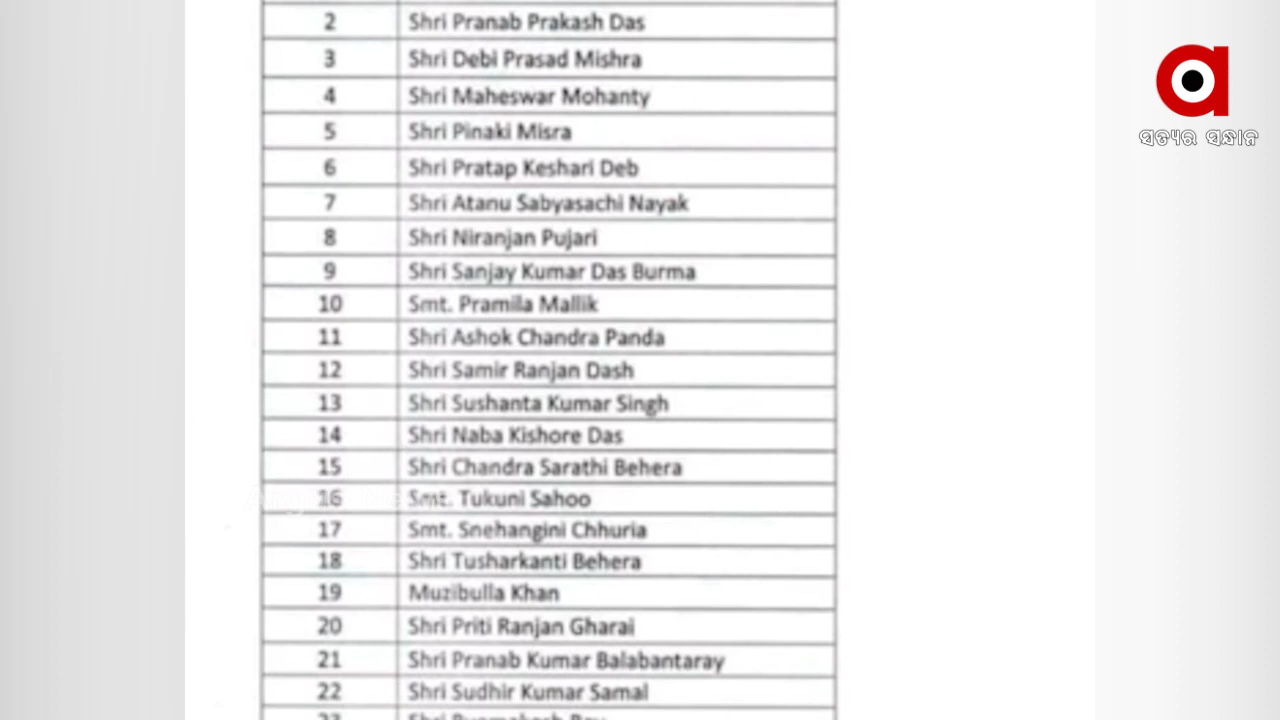 2 Shri Pranab Prakash Das
3 Shri Debi Prasad Mishra
4 Shri Maheswar Mohanty
5 Shri Pinaki Misra
6 Shri Pratap Keshari Deb
7 Shri Atanu Sabyasachi Nayak
8 Shri Niranjan Pujari
9 Shri Sanjay Kumar Das Burma
10 Smt. Pramila Mallik
11 Shri Ashok Chandra Panda
12 Shri Samir Ranjan Dash
13 Shri Sushanta Kumar Singh
14 Shri Naba Kishore Das
15 Shri Chandra Sarathi Behera
16 Smt. Tukuni Sahoo
17 Smt. Snehangini Chhuria
18 Shri Tusharkanti Behera
19 Muzibulla Khan
20 Shri Priti Ranjan Gharai
21 Shri Pranab Kumar Balabantaray
22 Shri Sudhir Kumar Samal
23 Shri
ସତ୍ୟର ସନ୍ଧାନ